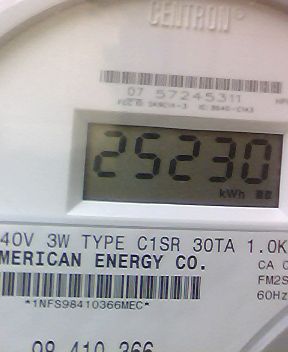 CENTRON®
07 57245311
25230
kWh
40V 3W TYPE C1SR 30TA 1.0K
MERICAN ENERGY CO.
CA
FM2S
60Hz
*1NFS98410366MEC*
98 410 366